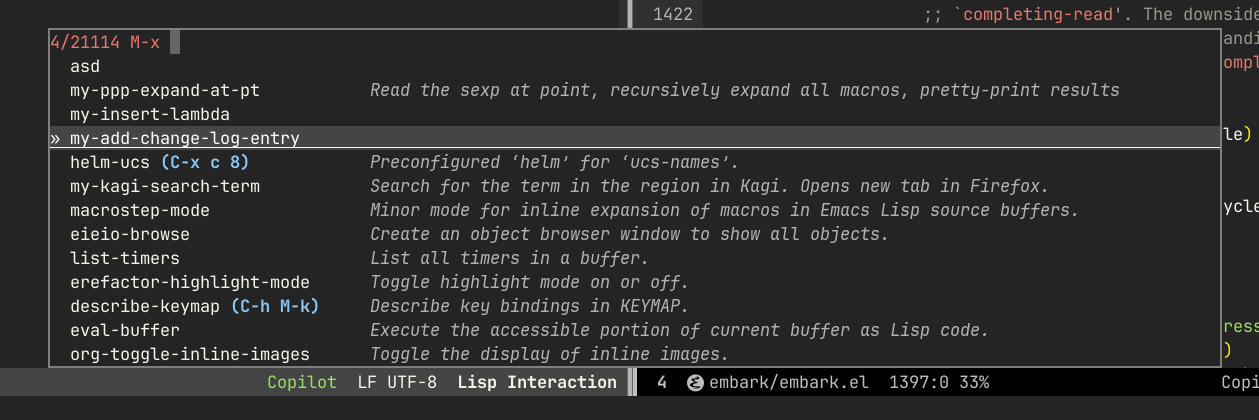 1422 ;; `completing-read'. The downside
4/21114 M-x
asd
my-ppp-expand-at-pt Read the sexp at point, recursively expand all macros, pretty-print results
my-insert-lambda
» my-add-change-log-entry
le)
helm-ucs (C-x c 8) Preconfigured ‘helm’ for ‘ucs-names’.
my-kagi-search-term Search for the term in the region in Kagi. Opens new tab in Firefox.
macrostep-mode Minor mode for inline expansion of macros in Emacs Lisp source buffers.
ycle
eieio-browse Create an object browser window to show all objects.
list-timers List all timers in a buffer.
erefactor-highlight-mode Toggle highlight mode on or off.
describe-keymap (C-h M-k) Describe key bindings in KEYMAP.
eval-buffer Execute the accessible portion of current buffer as Lisp code.
ress
org-toggle-inline-images Toggle the display of inline images.
)
Copilot LF UTF-8 Lisp Interaction 4 embark/embark.el 1397:0 33% Copi